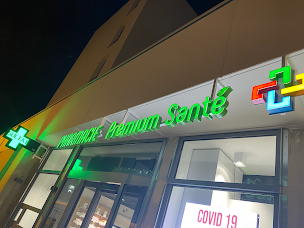 PHARMACIE Premium Santé
COVID 19